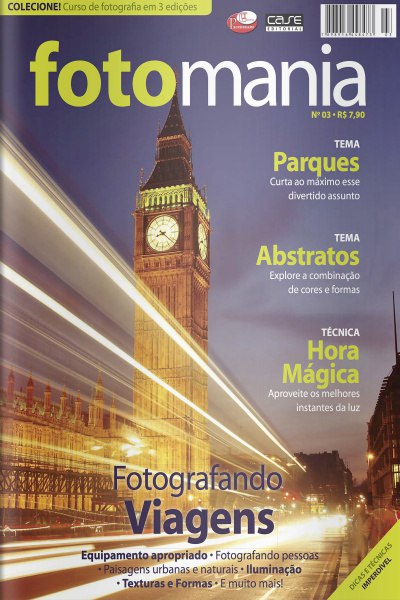 COLECIONE! Curso de fotografia em 3 edições
CASE
EDITORIAL
fotomania
Nº 03 • R$ 7,90
TEMA
Parques
Curta ao máximo esse
divertido assunto
TEMA
Abstratos
Explore a combinação
de cores e formas
TÉCNICA
Hora
Mágica
Aproveite os melhores
instantes da luz
Fotografando
Viagens
Equipamento apropriado • Fotografando pessoas
• Paisagens urbanas e naturais • Iluminação
• Texturas e Formas • E muito mais!
DICAS E TÉCNICAS
IMPERDÍVEL